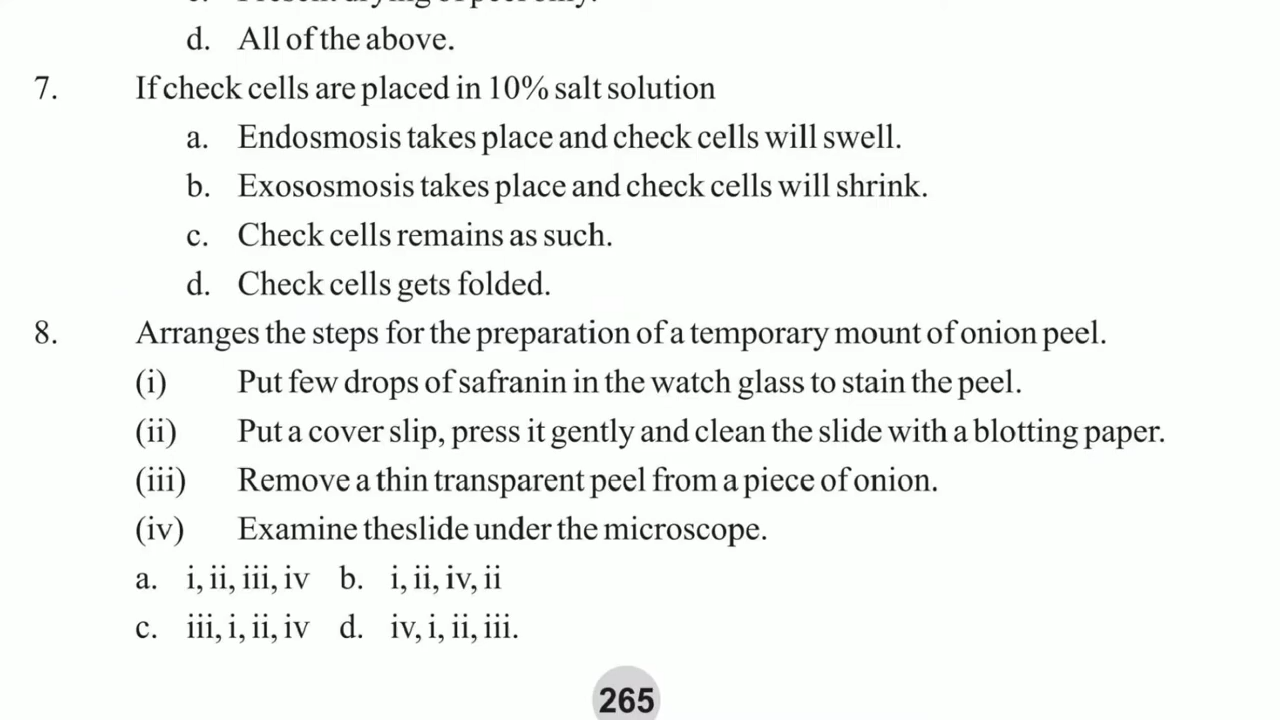 d. All of the above.
7. If check cells are placed in 10% salt solution
a. Endosmosis takes place and check cells will swell.
b. Exososmosis takes place and check cells will shrink.
c. Check cells remains as such.
d. Check cells gets folded.
8. Arranges the steps for the preparation of a temporary mount of onion peel.
(i) Put few drops of safranin in the watch glass to stain the peel.
(ii) Put a cover slip, press it gently and clean the slide with a blotting paper.
(iii) Remove a thin transparent peel from a piece of onion.
(iv) Examine theslide under the microscope.
a. i, ii, iii, iv b. i, ii, iv, ii
c. iii, i, ii, iv d. iv, i, ii, iii.
265